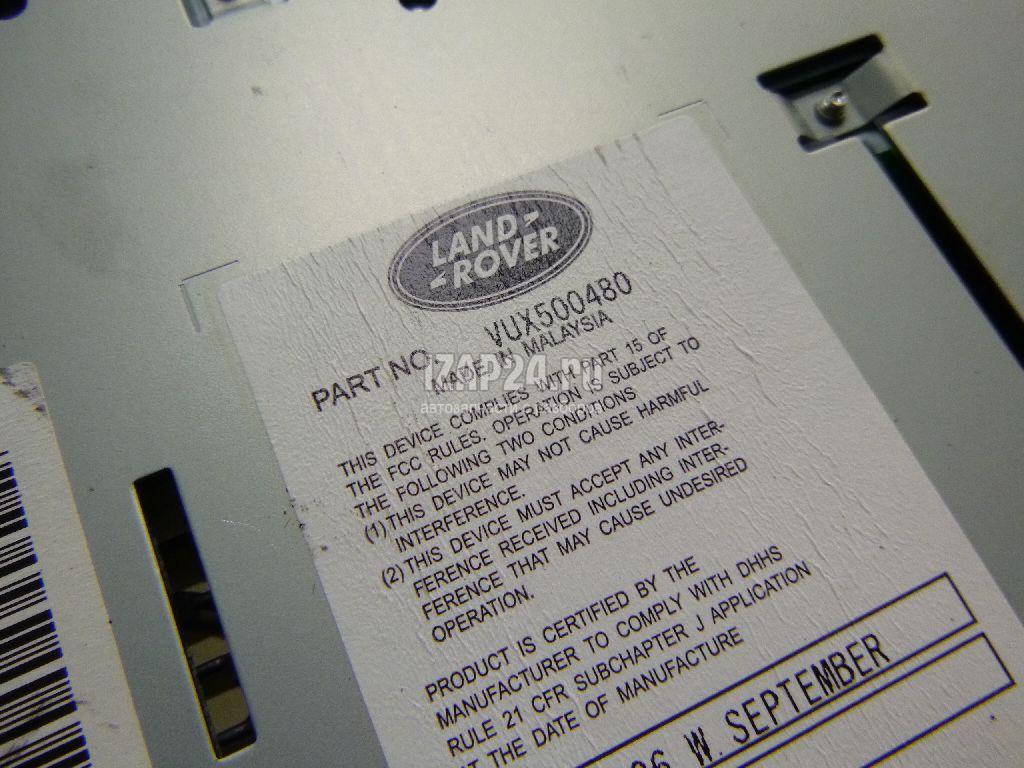 LAND
ROVER
PART NO:- VUX500480
MADE IN MALAYSIA
IZAP24.ru
THIS DEVICE COMPLIES WITH PART 15 OF
THE FCC RULES. OPERATION IS SUBJECT TO
THE FOLLOWING TWO CONDITIONS
(1) THIS DEVICE MAY NOT CAUSE HARMFUL
INTERFERENCE.
(2) THIS DEVICE MUST ACCEPT ANY INTER-
FERENCE RECEIVED INCLUDING INTER-
FERENCE THAT MAY CAUSE UNDESIRED
OPERATION.
PRODUCT IS CERTIFIED BY THE
MANUFACTURER TO COMPLY WITH DHHS
RULE 21 CFR SUBCHAPTER J APPLICATION
THE DATE OF MANUFACTURE
W. SEPTEMBER